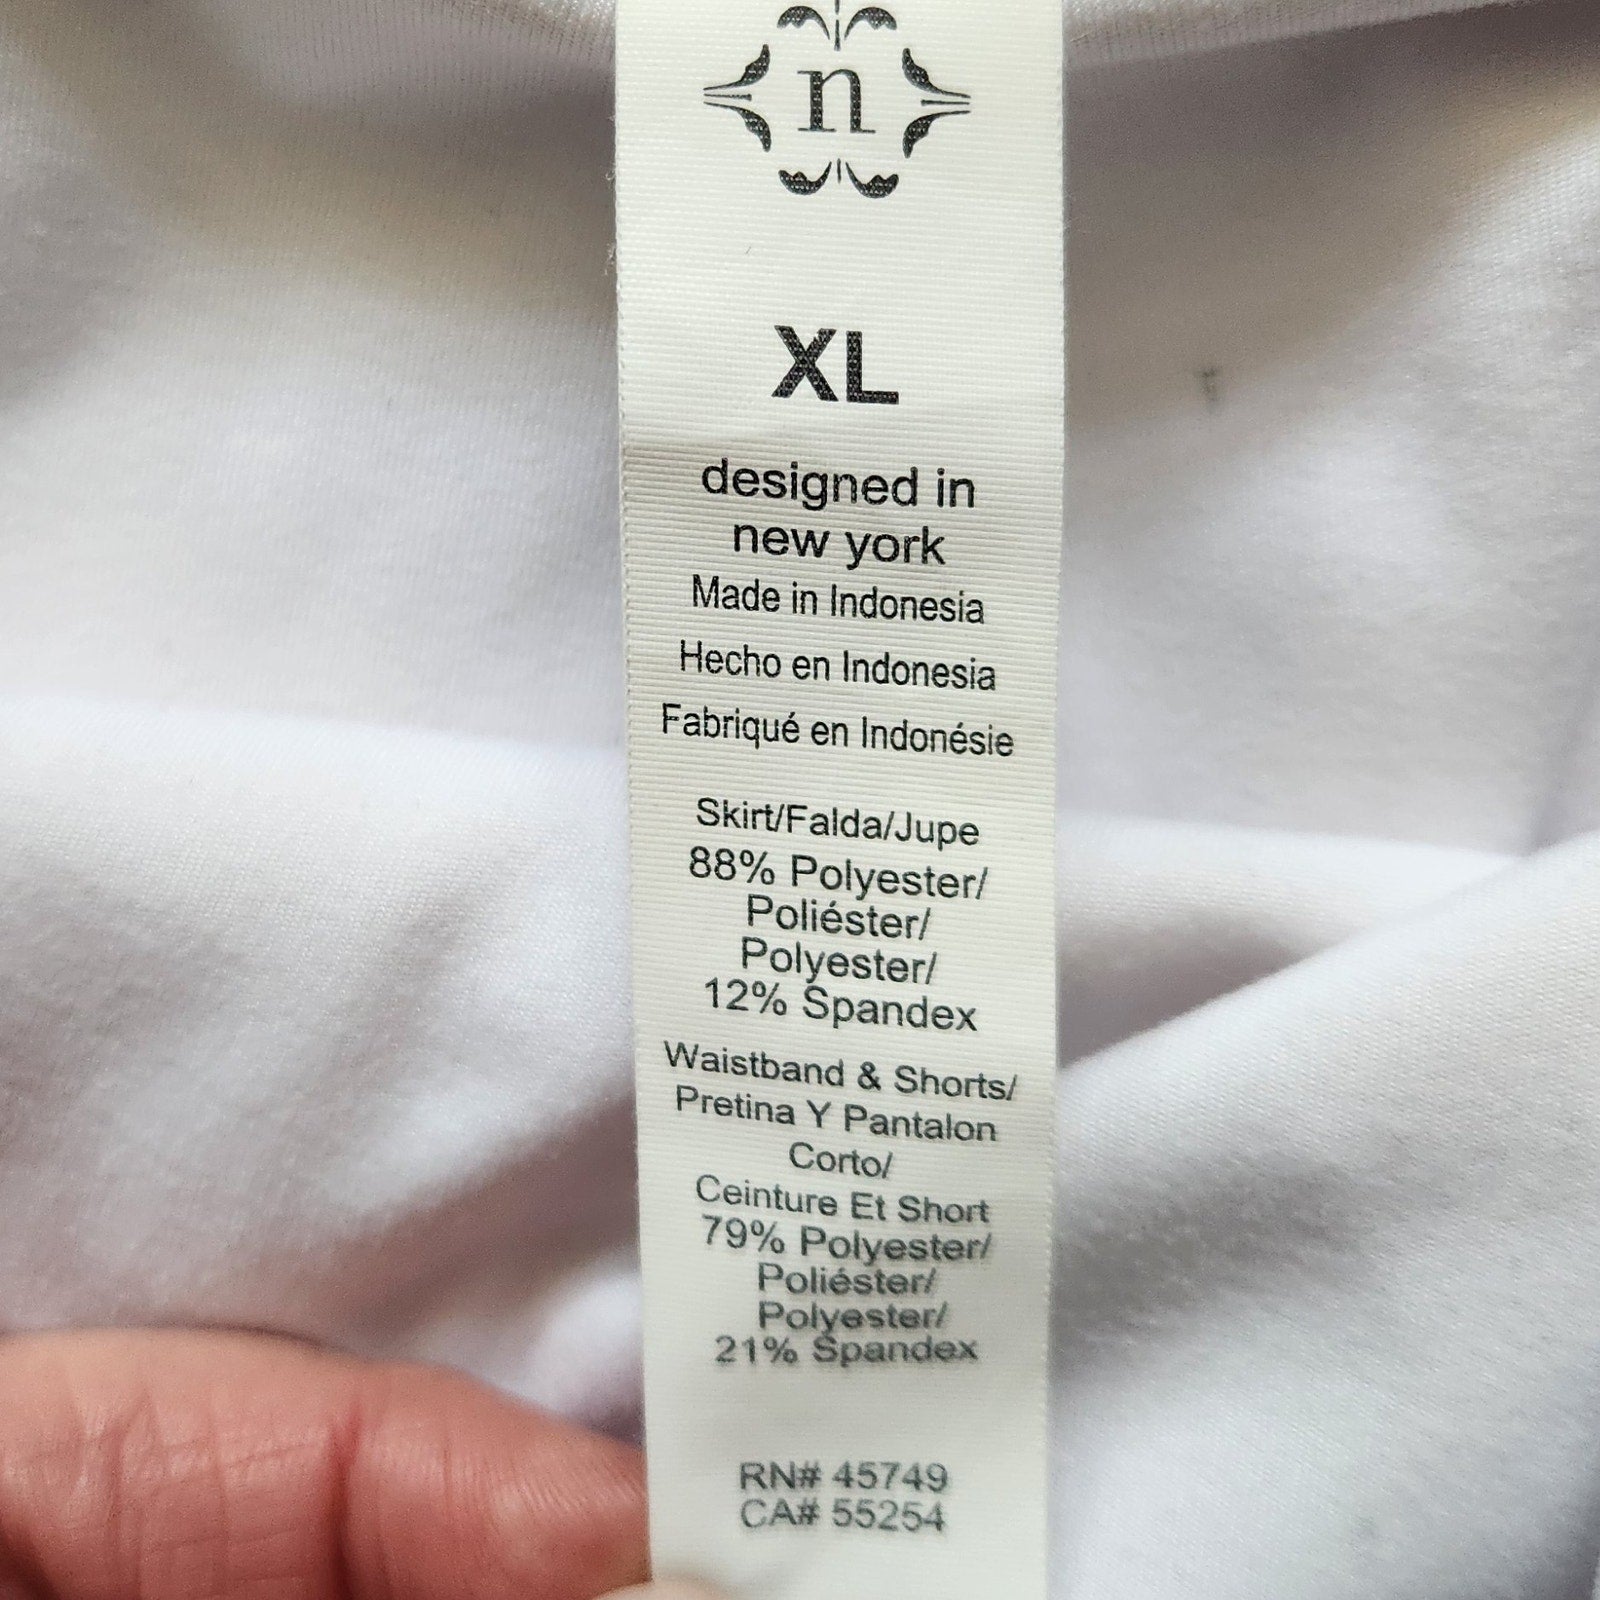 n
XL
designed in
new york
Made in Indonesia
Hecho en Indonesia
Fabriqué en Indonésie
Skirt/Falda/Jupe
88% Polyester/
Poliéster/
Polyester/
12% Spandex
Waistband & Shorts/
Pretina Y Pantalon
Corto/
Ceinture Et Short
79% Polyester/
Poliéster/
Polyester/
21% Spandex
RN# 45749
CA# 55254